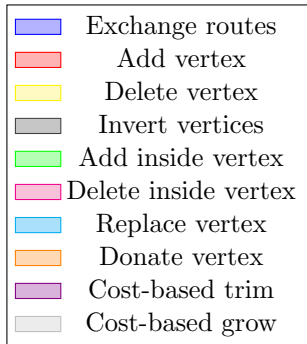 Exchange routes
Add vertex
Delete vertex
Invert vertices
Add inside vertex
Delete inside vertex
Replace vertex
Donate vertex
Cost-based trim
Cost-based grow